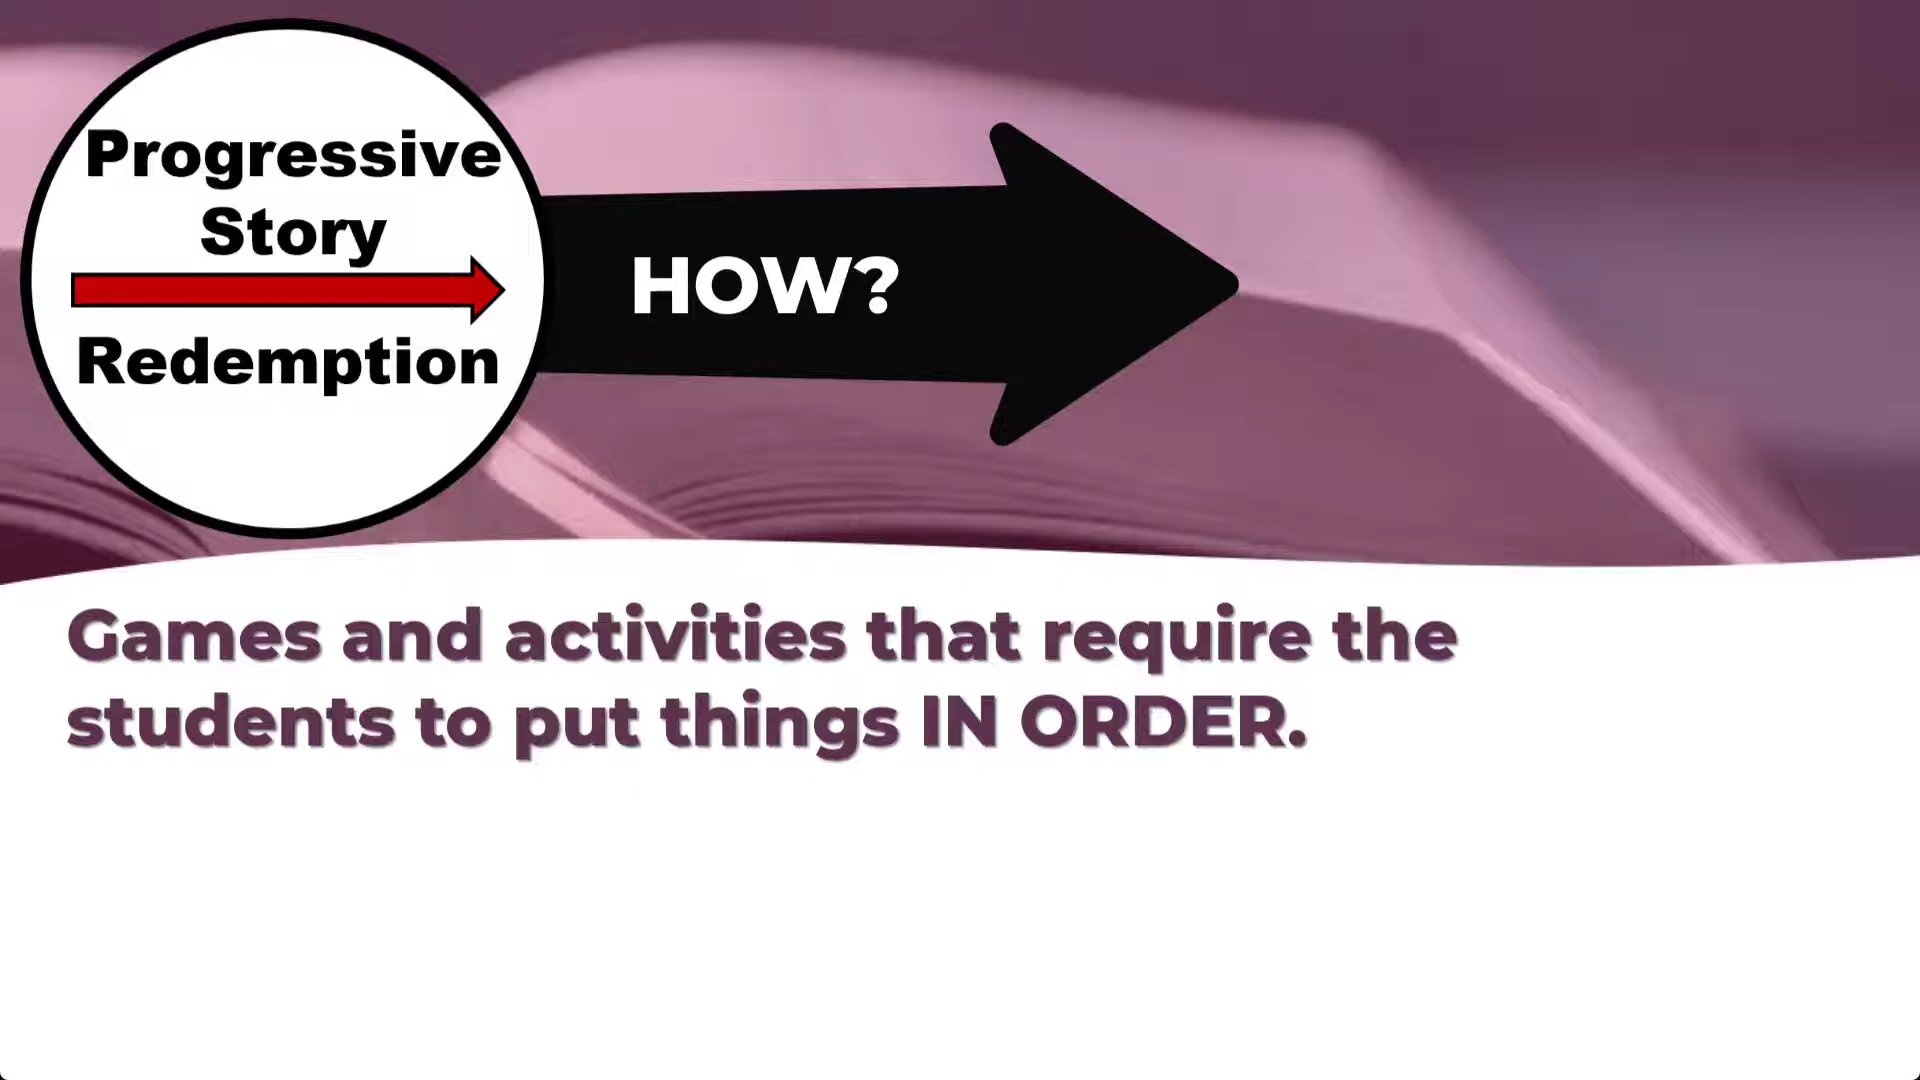 Progressive
Story
Redemption
HOW?
Games and activities that require the
students to put things IN ORDER.